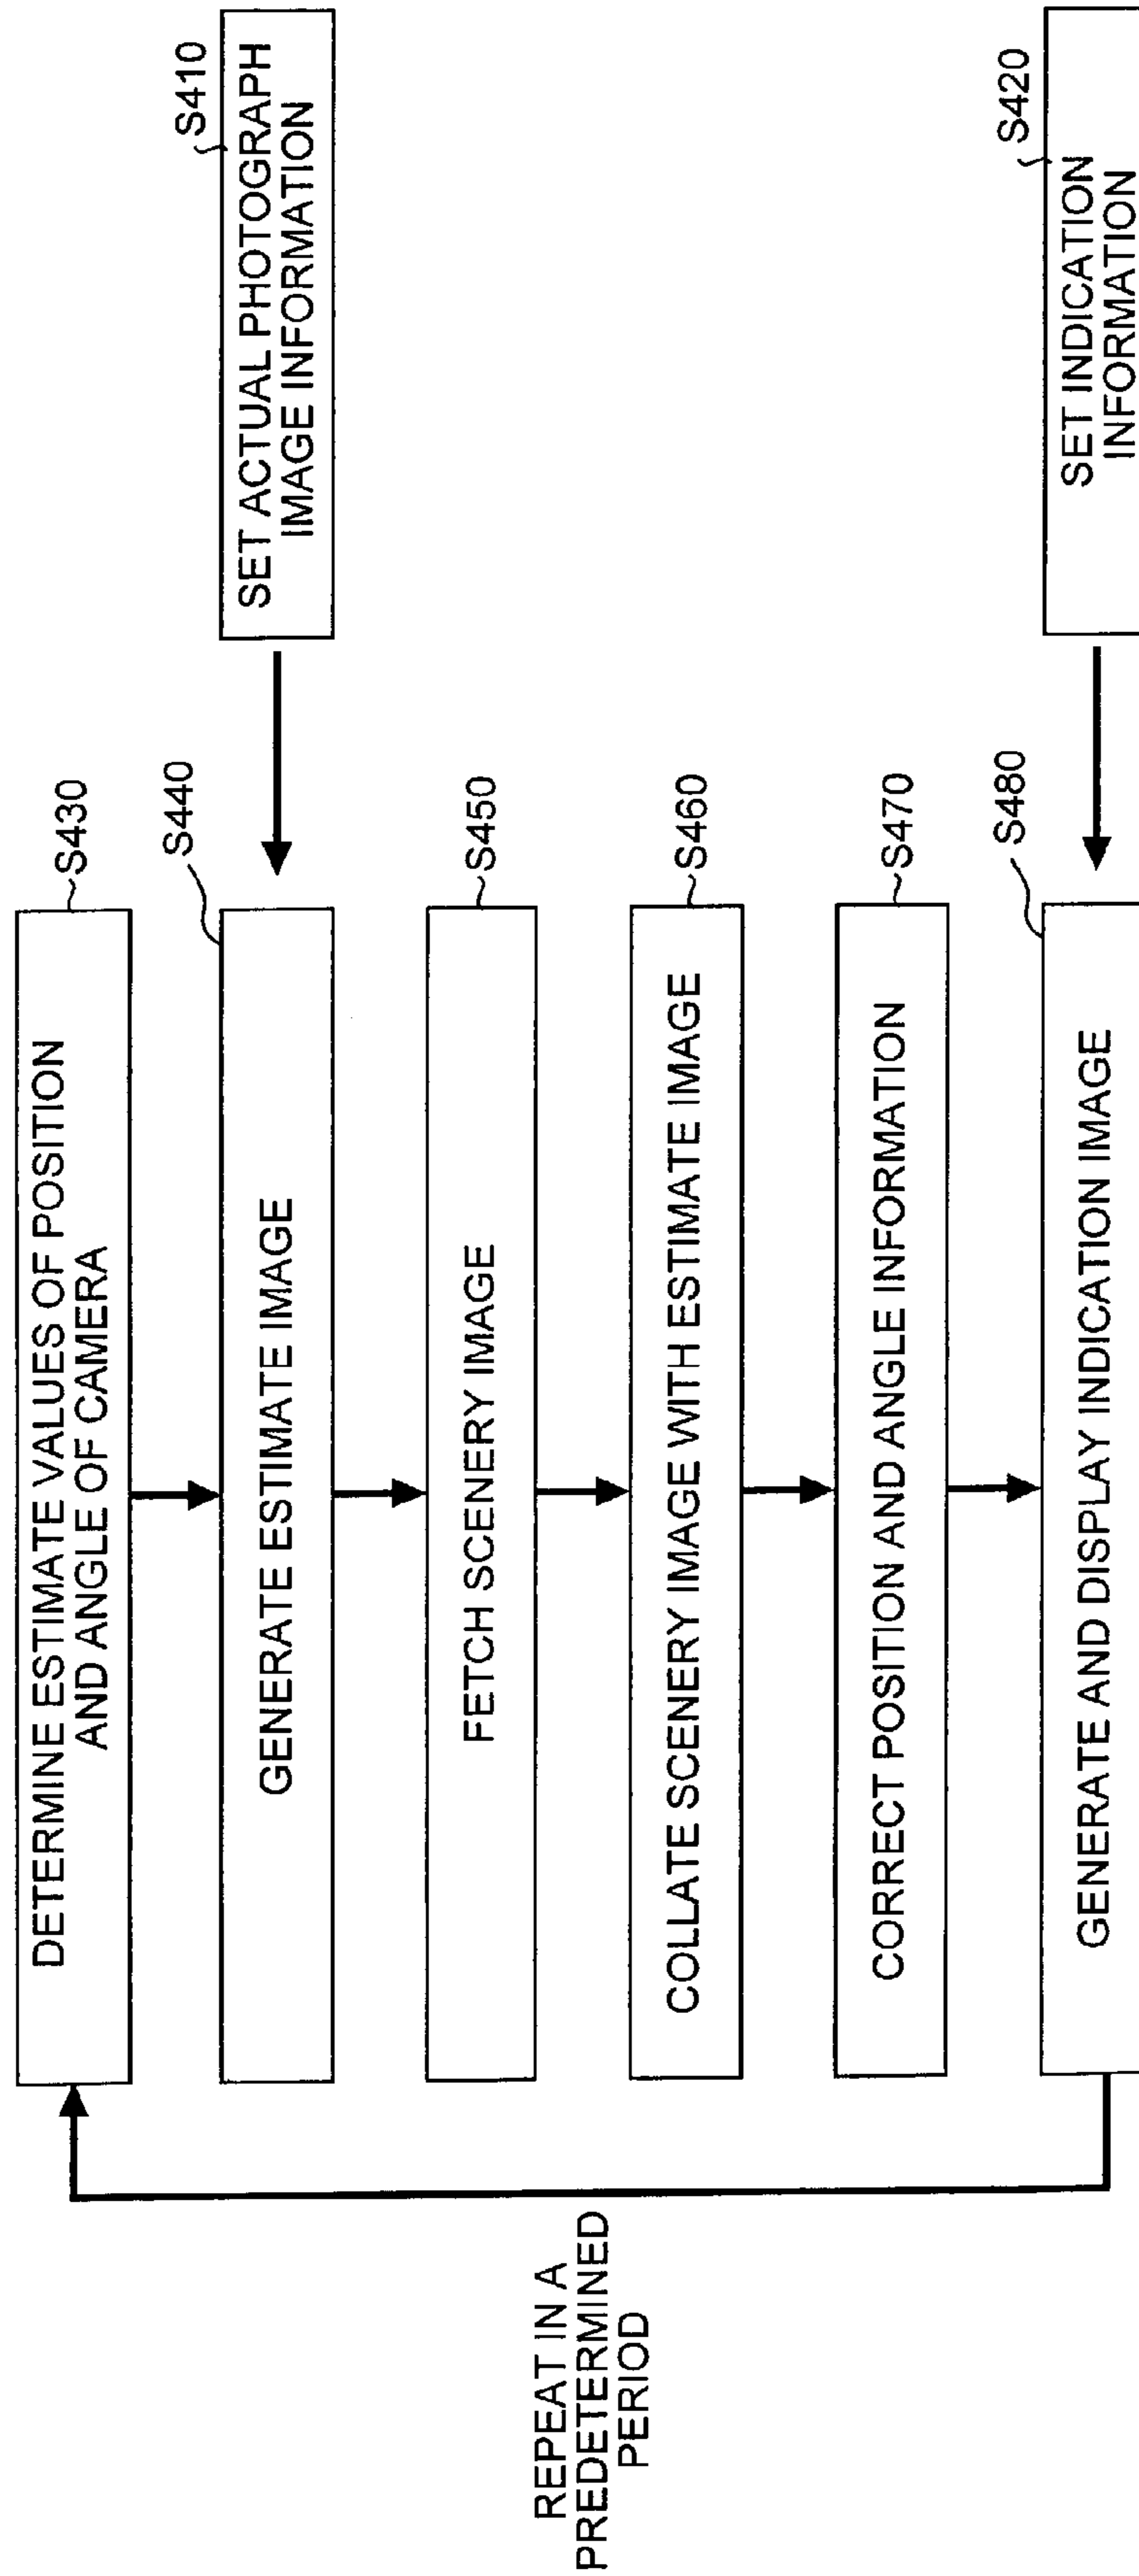 S430
DETERMINE ESTIMATE VALUES OF POSITION
AND ANGLE OF CAMERA
S440
GENERATE ESTIMATE IMAGE
S410
SET ACTUAL PHOTOGRAPH
IMAGE INFORMATION
S450
FETCH SCENERY IMAGE
S460
COLLATE SCENERY IMAGE WITH ESTIMATE IMAGE
S470
CORRECT POSITION AND ANGLE INFORMATION
S480
GENERATE AND DISPLAY INDICATION IMAGE
S420
SET INDICATION
INFORMATION
REPEAT IN A
PREDETERMINED
PERIOD